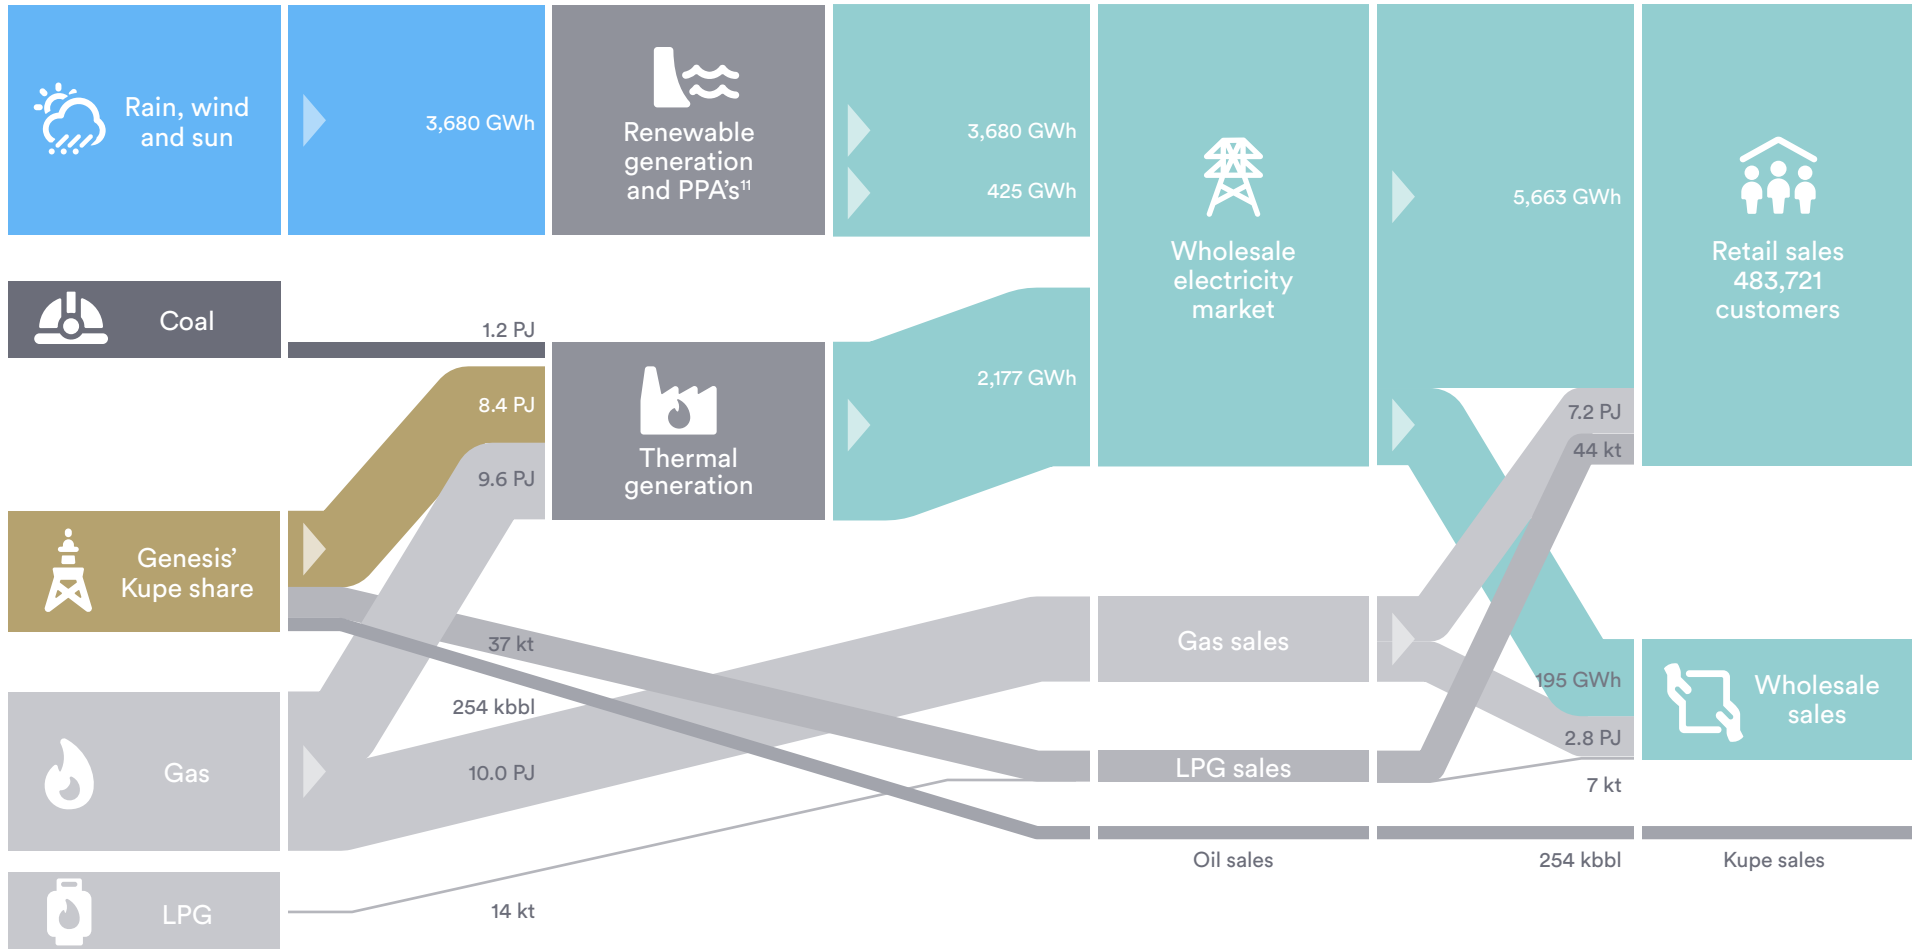 Rain, wind
and sun
3,680 GWh
Renewable
generation
and PPA's¹¹
3,680 GWh
425 GWh
Wholesale
electricity
market
5,663 GWh
Retail sales
483,721
customers
Coal
1.2 PJ
8.4 PJ
9.6 PJ
Thermal
generation
2,177 GWh
7.2 PJ
44 kt
Genesis’
Kupe share
37 kt
254 kbbl
Gas sales
195 GWh
2.8 PJ
Wholesale
sales
Gas
10.0 PJ
LPG sales
7 kt
Oil sales
254 kbbl
Kupe sales
LPG
14 kt